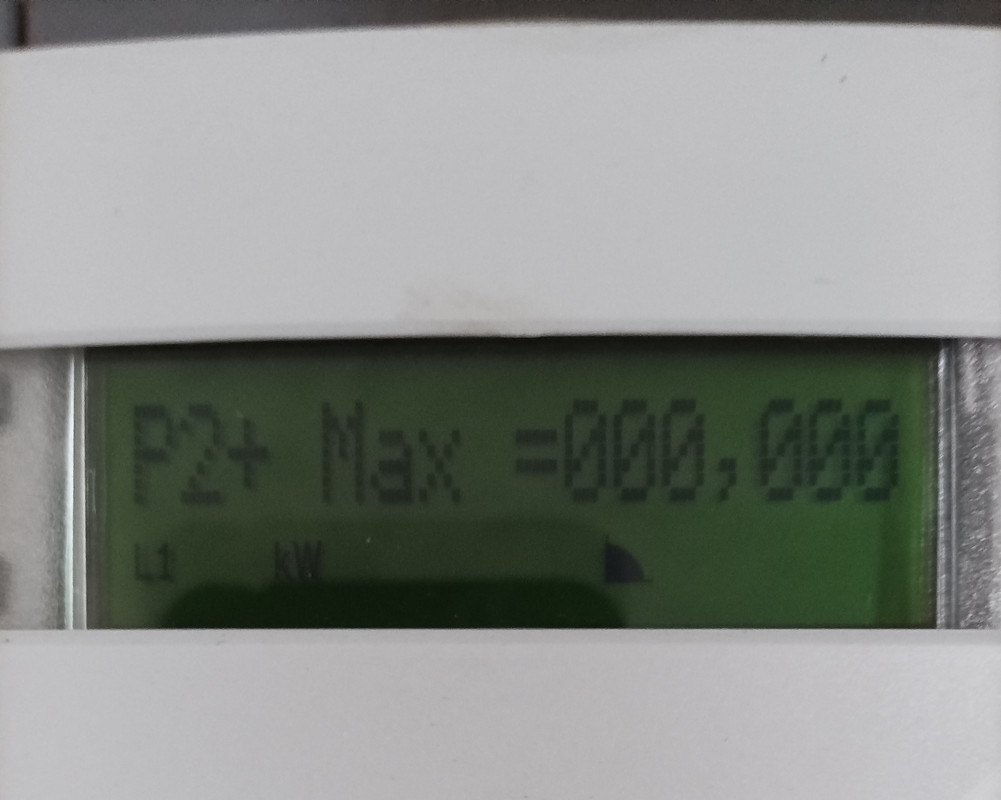 P2+ Max =000,000
L1 kW